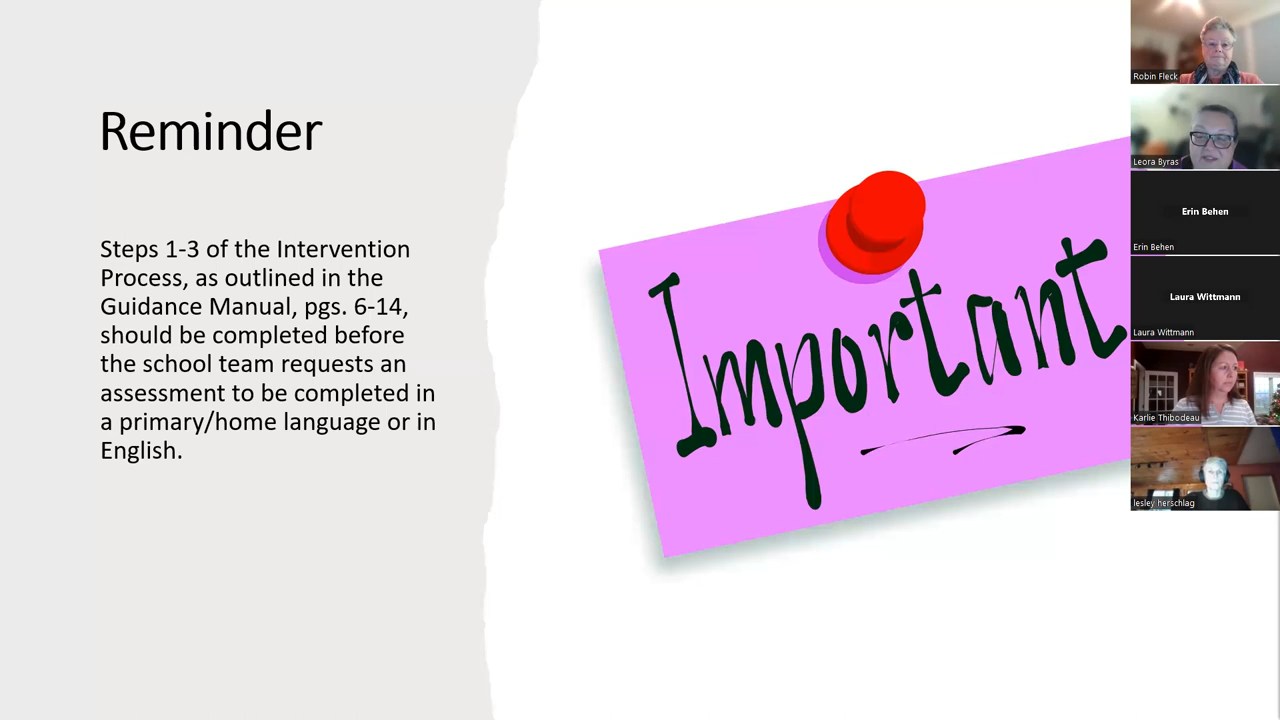 Reminder
Steps 1-3 of the Intervention
Process, as outlined in the
Guidance Manual, pgs. 6-14,
should be completed before
the school team requests an
assessment to be completed in
a primary/home language or in
English.
Important
Robin Fleck
Leora Byras
Erin Behen
Erin Behen
Laura Wittmann
Laura Wittmann
Karlie Thibodeau
lesley herschlag